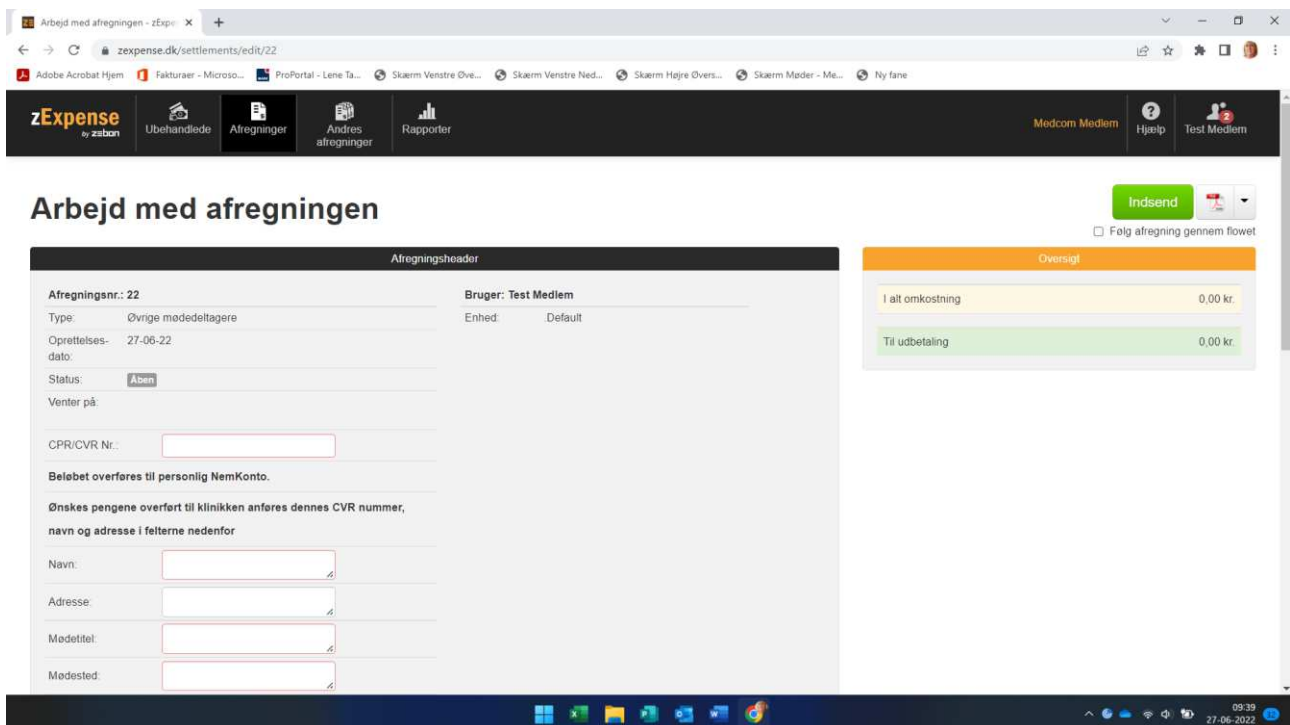 Arbejd med afregningen - zExpe
zexpense.dk/settlements/edit/22
Adobe Acrobat Hjem Fakturaer - Microso... ProPortal - Lene Ta... Skærm Venstre Øve... Skærm Venstre Ned... Skærm Højre Øvers... Skærm Møder - Me... Ny fane
zExpense
by zebon
Ubehandlede
Afregninger
Andres
afregninger
Rapporter
Medcom Medlem
Hjælp
2
Test Medlem
Arbejd med afregningen
Indsend
Følg afregning gennem flowet
Afregningsheader
Oversigt
Afregningsnr.: 22
Bruger: Test Medlem
I alt omkostning 0,00 kr.
Type: Øvrige mødedeltagere
Enhed: Default
Oprettelses-
dato: 27-06-22
Til udbetaling 0,00 kr.
Status: Åben
Venter på:
CPR/CVR Nr.:
Beløbet overføres til personlig NemKonto.
Ønskes pengene overført til klinikken anføres dennes CVR nummer,
navn og adresse i felterne nedenfor
Navn:
Adresse:
Mødetitel:
Mødested:
09:39
27-06-2022